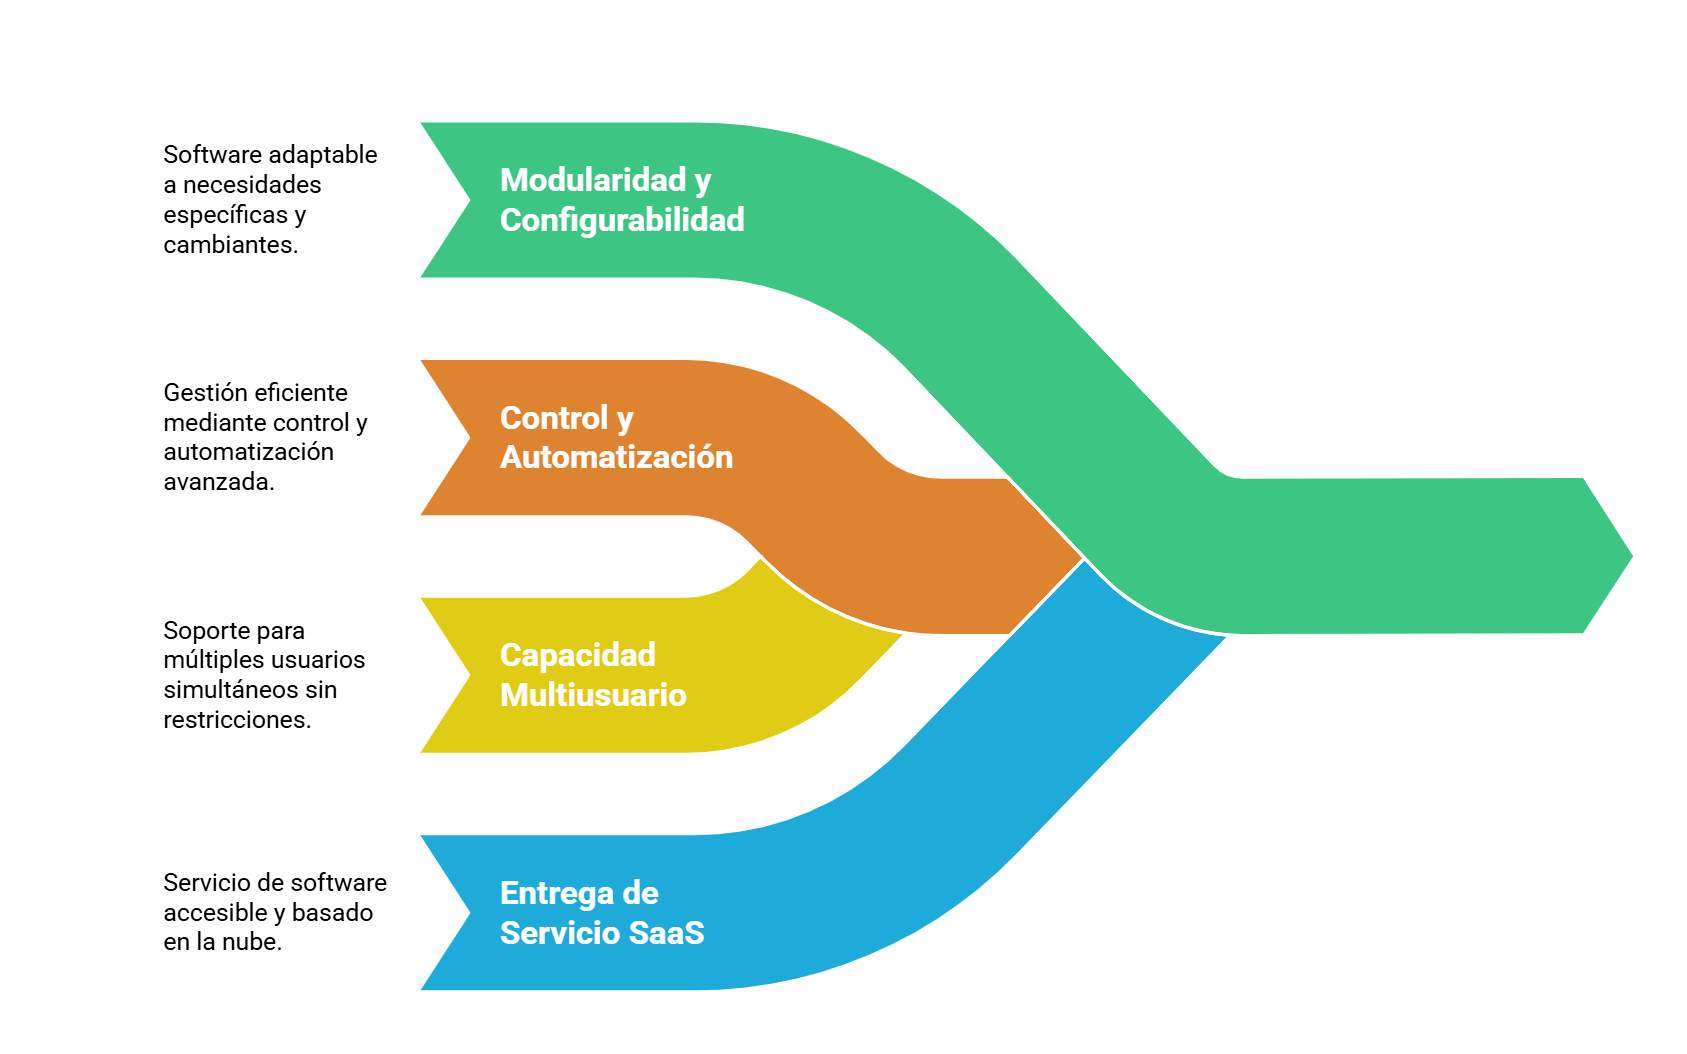 Software adaptable
a necesidades
específicas y
cambiantes.
Modularidad y
Configurabilidad
Gestión eficiente
mediante control y
automatización
avanzada.
Control y
Automatización
Soporte para
múltiples usuarios
simultáneos sin
restricciones.
Capacidad
Multiusuario
Servicio de software
accesible y basado
en la nube.
Entrega de
Servicio SaaS